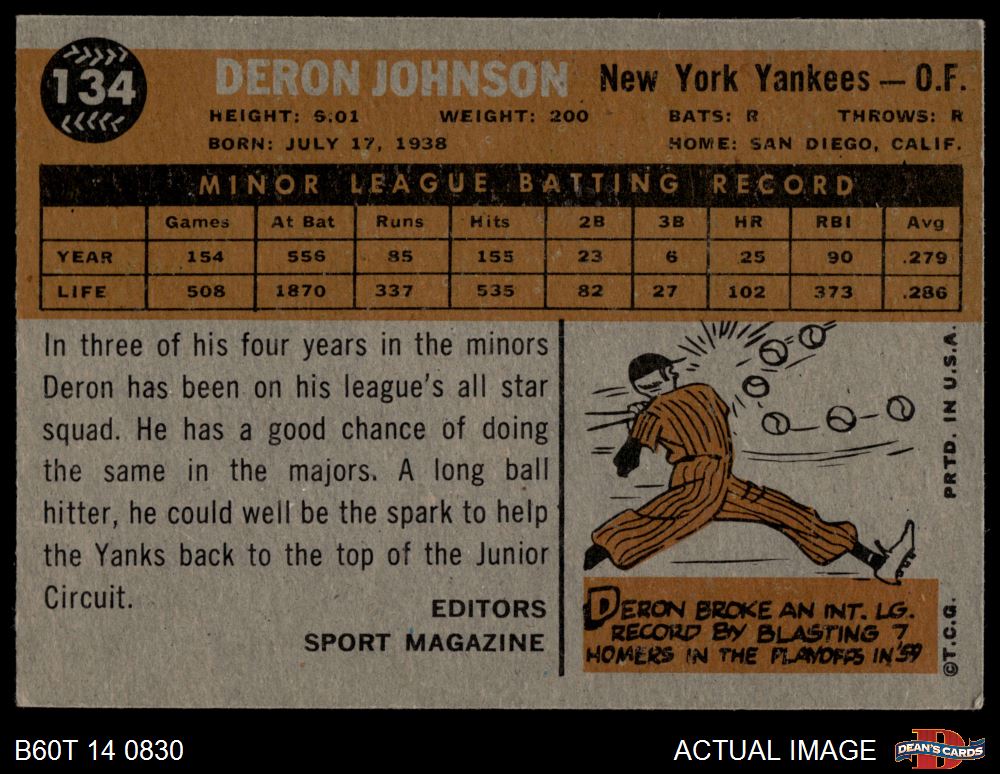 134
DERON JOHNSON New York Yankees — O.F.
HEIGHT: 6.01 WEIGHT: 200 BATS: R THROWS: R
BORN: JULY 17, 1938 HOME: SAN DIEGO, CALIF.
MINOR LEAGUE BATTING RECORD
Games At Bat Runs Hits 2B 3B HR RBI Avg
YEAR 154 556 85 155 23 6 25 90 .279
LIFE 508 1870 337 535 82 27 102 373 .286
In three of his four years in the minors
Deron has been on his league's all star
squad. He has a good chance of doing
the same in the majors. A long ball
hitter, he could well be the spark to help
the Yanks back to the top of the Junior
Circuit.
EDITORS
SPORT MAGAZINE
DERON BROKE AN INT. LG.
RECORD BY BLASTING 7
HOMERS IN THE PLAYOFFS IN '59
©T.C.G. PRTD. IN U.S.A.
B60T 14 0830 ACTUAL IMAGE DEAN'S CARDS